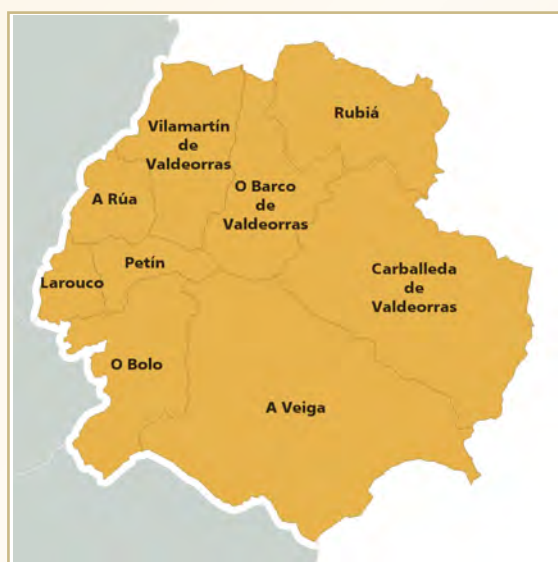 Rubiá
Vilamartín
de
Valdeorras
O Barco
de
Valdeorras
A Rúa
Petín
Larouco
Carballeda
de
Valdeorras
O Bolo
A Veiga